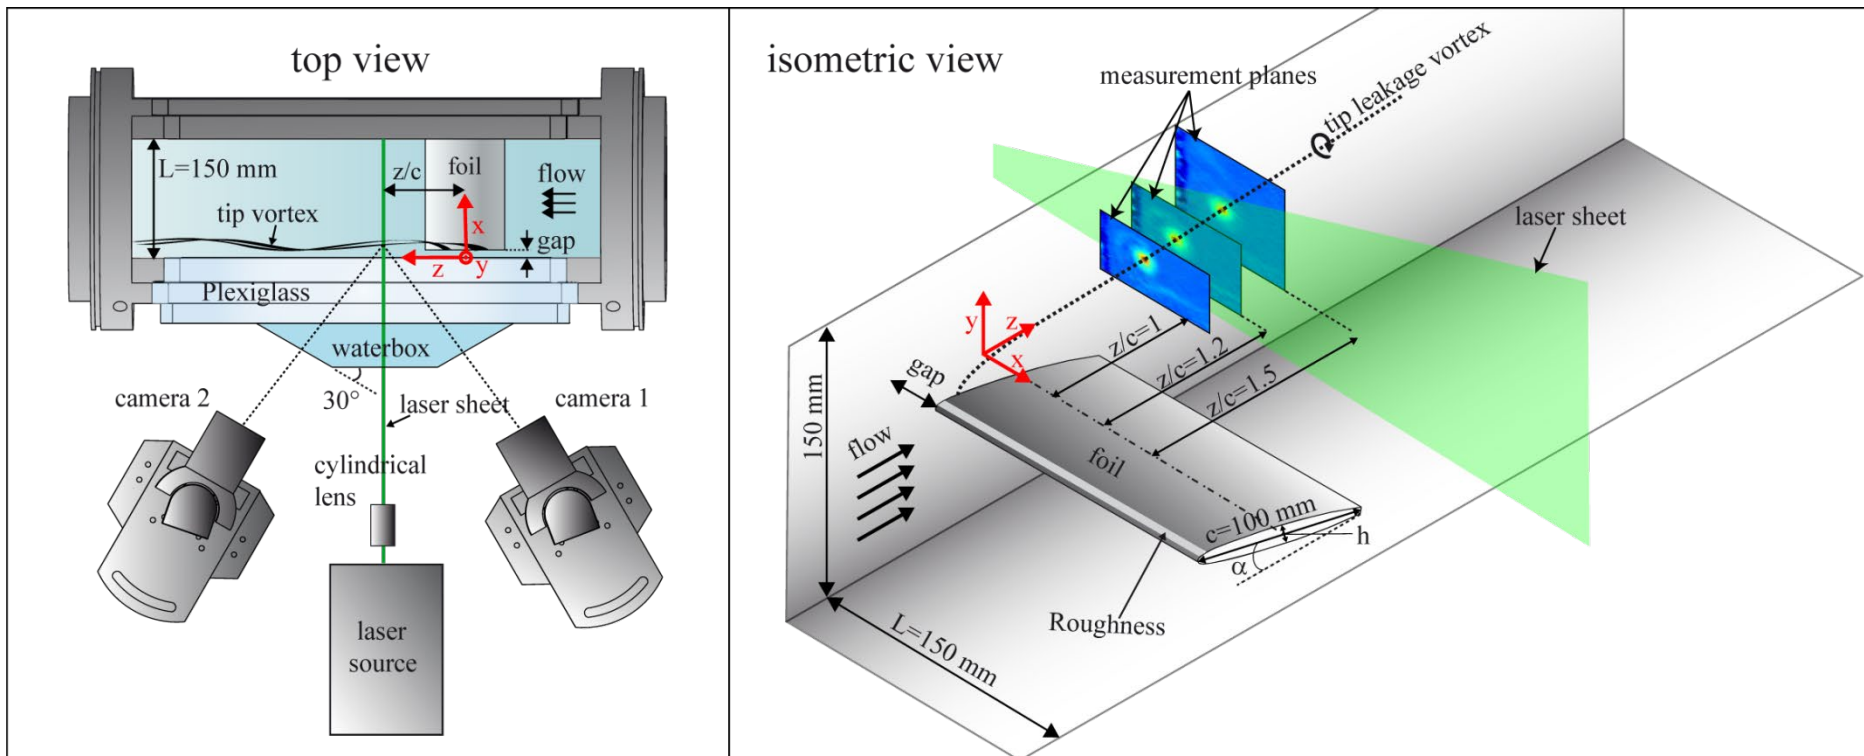 top view
L=150 mm
z/c
foil
flow
tip vortex
x
gap
z
y
Plexiglass
waterbox
30°
camera 2
laser sheet
camera 1
cylindrical
lens
laser
source
isometric view
measurement planes
tip leakage vortex
laser sheet
y
z
x
z/c=1
z/c=1.2
z/c=1.5
gap
150 mm
flow
foil
c=100 mm
h
α
Roughness
L=150 mm